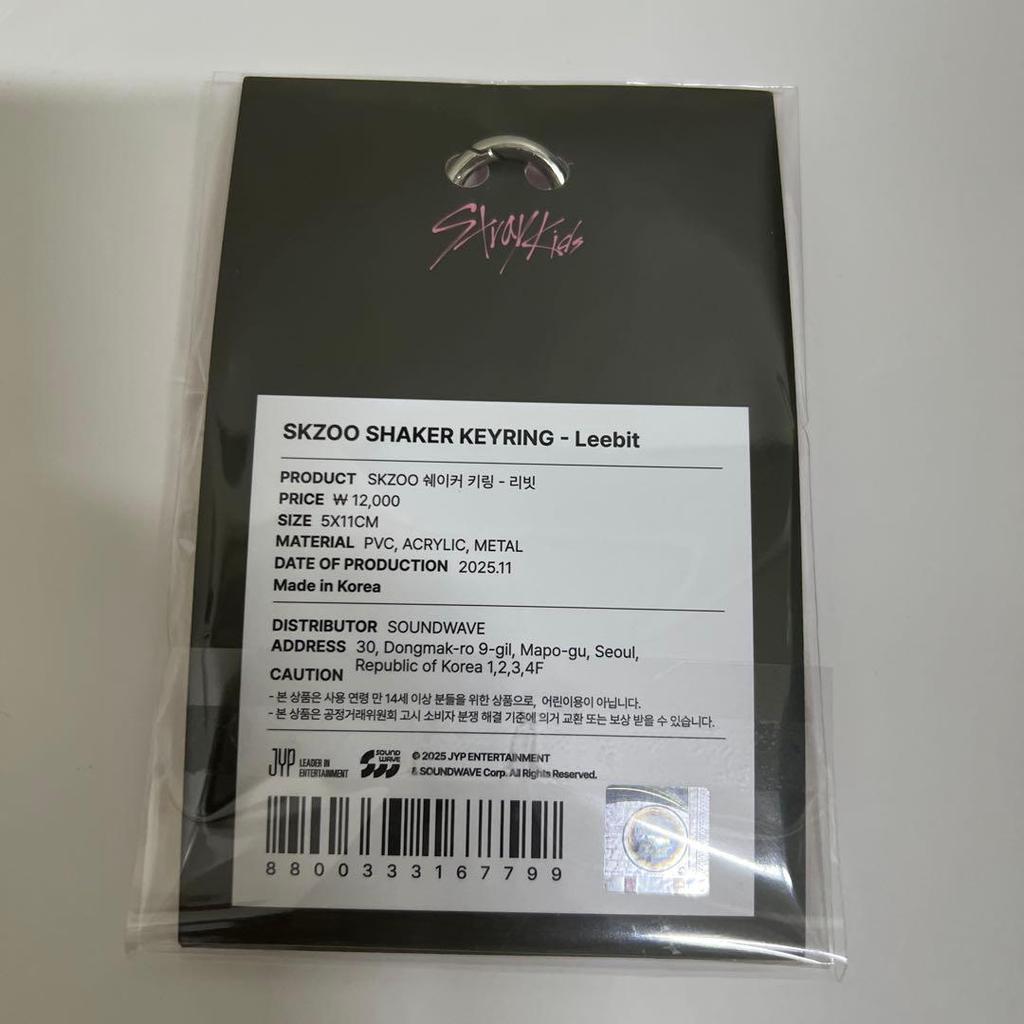 Stray Kids
SKZOO SHAKER KEYRING - Leebit
PRODUCT SKZOO 쉐이커 키링 - 리빗
PRICE ₩ 12,000
SIZE 5X11CM
MATERIAL PVC, ACRYLIC, METAL
DATE OF PRODUCTION 2025.11
Made in Korea
DISTRIBUTOR SOUNDWAVE
ADDRESS 30, Dongmak-ro 9-gil, Mapo-gu, Seoul,
Republic of Korea 1,2,3,4F
CAUTION
- 본 상품은 사용 연령 만 14세 이상 분들을 위한 상품으로, 어린이용이 아닙니다.
- 본 상품은 공정거래위원회 고시 소비자 분쟁 해결 기준에 의거 교환 또는 보상 받을 수 있습니다.
JYP LEADER IN
ENTERTAINMENT
SOUND
WAVE
© 2025 JYP ENTERTAINMENT
& SOUNDWAVE Corp. All Rights Reserved.
8800333167799